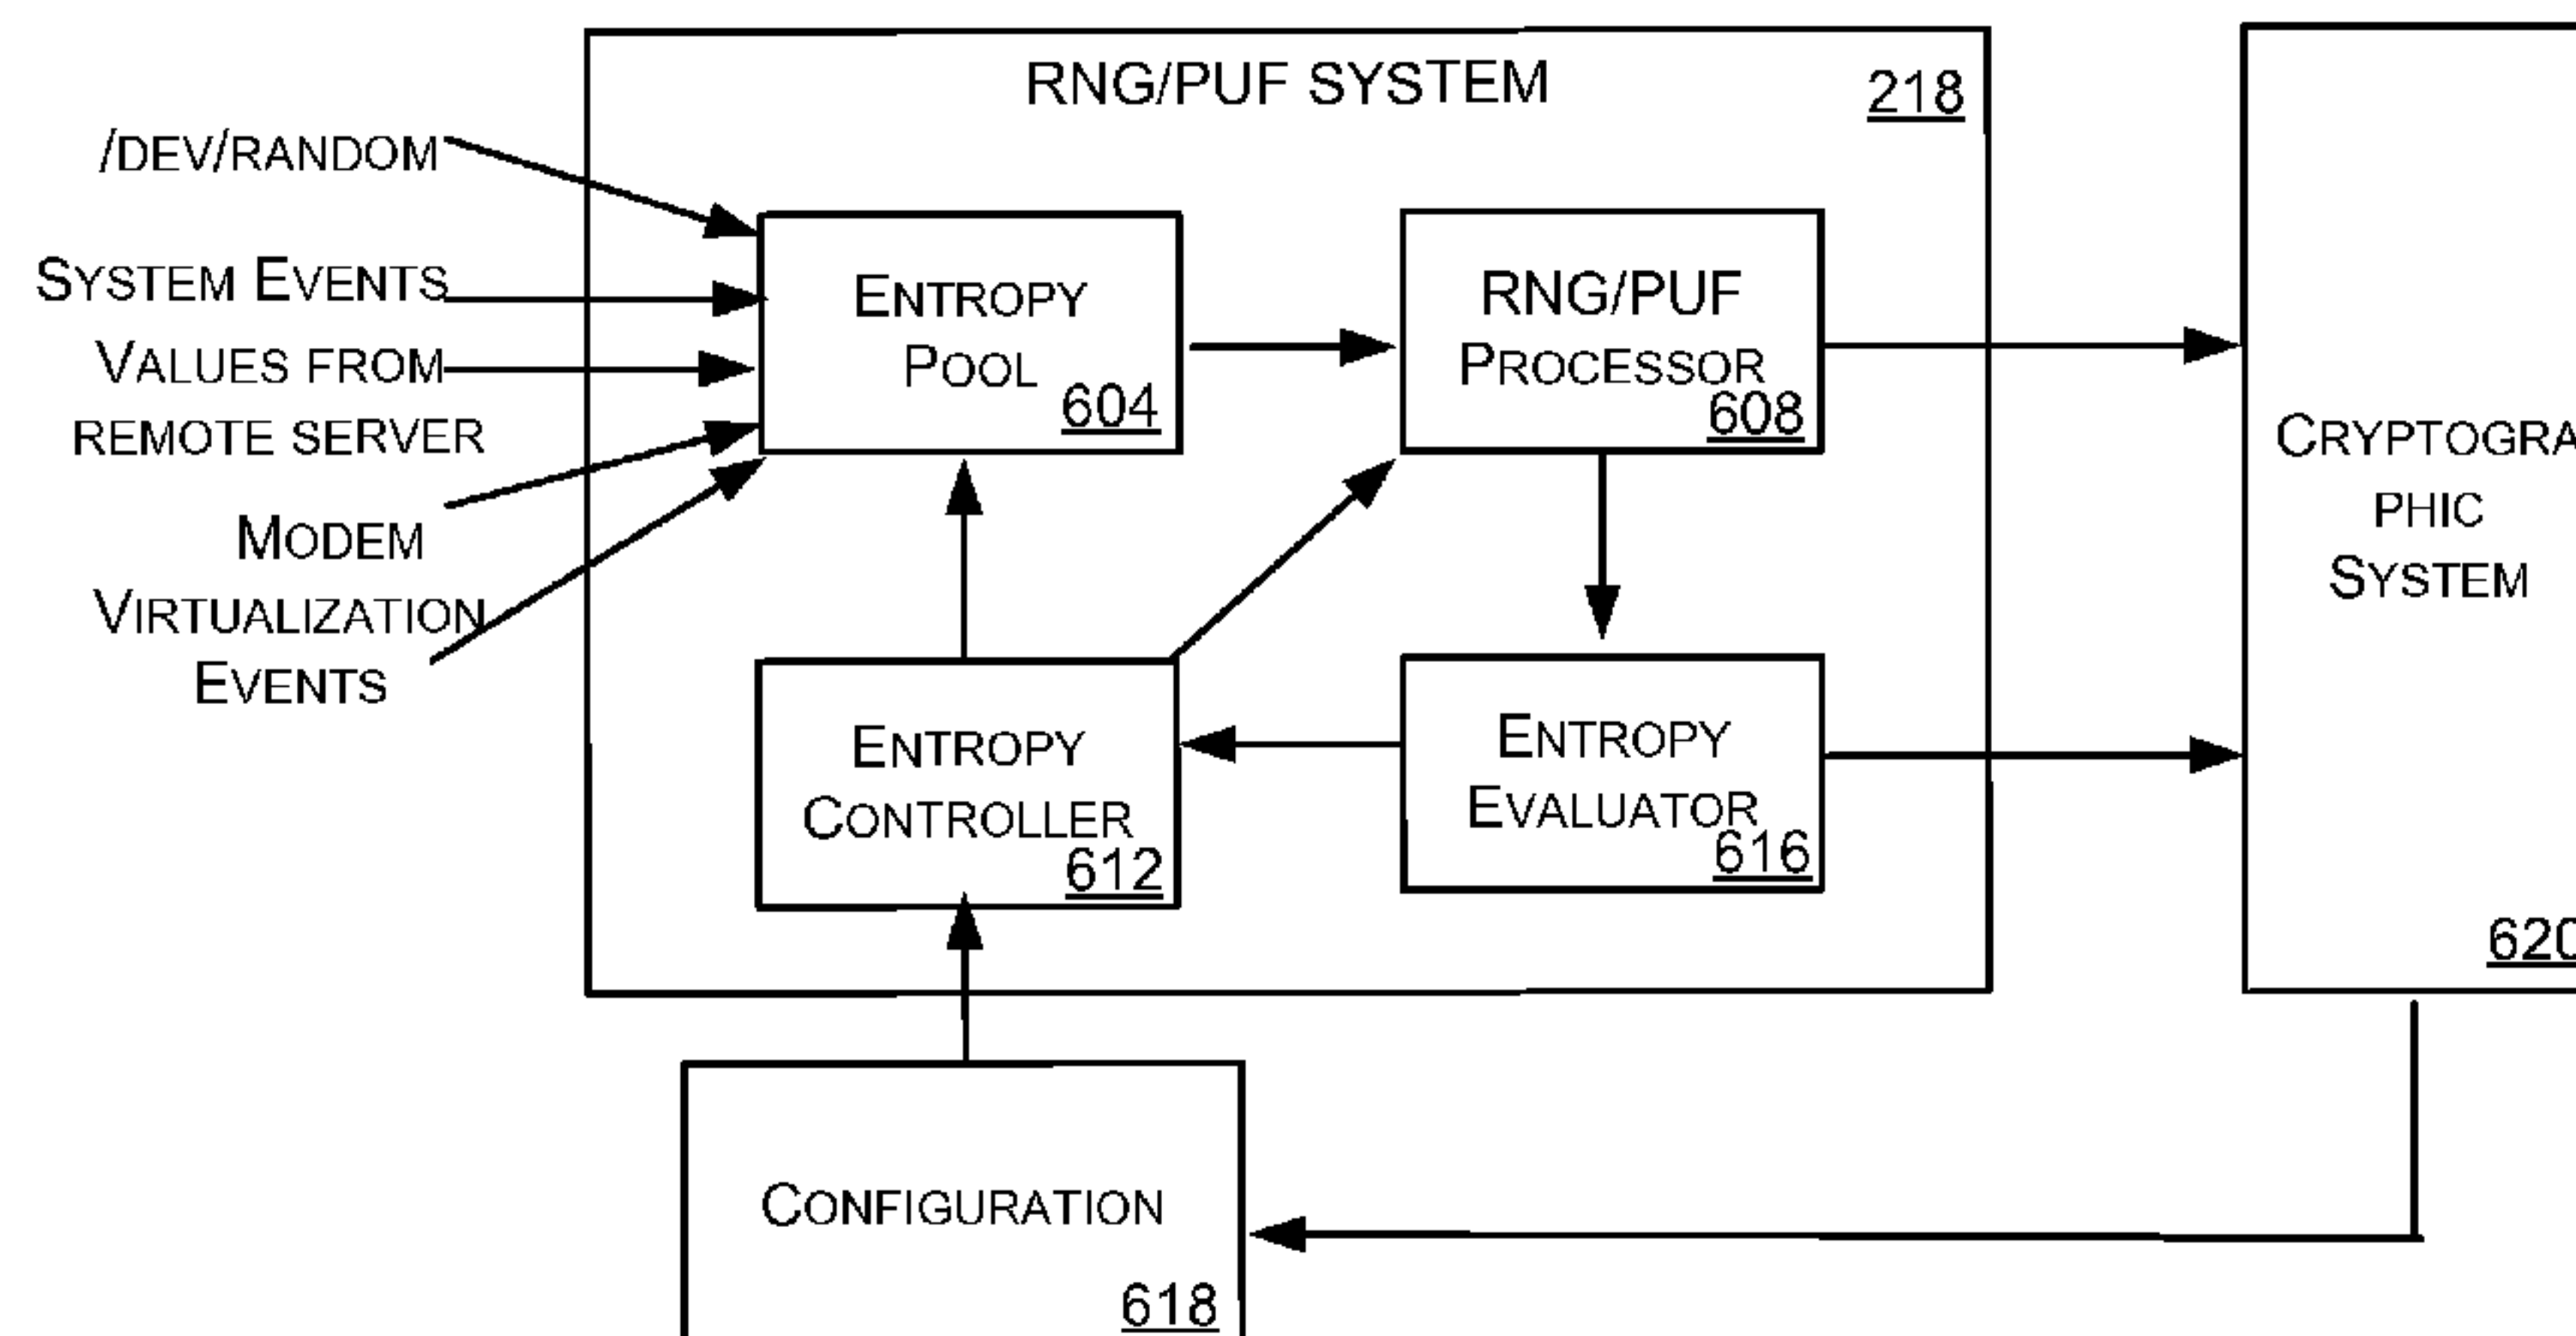 RNG/PUF SYSTEM
218
/DEV/RANDOM
SYSTEM EVENTS
VALUES FROM
REMOTE SERVER
MODEM
VIRTUALIZATION
EVENTS
ENTROPY
POOL
604
RNG/PUF
PROCESSOR
608
ENTROPY
CONTROLLER
612
ENTROPY
EVALUATOR
616
CRYPTOGRA
PHIC
SYSTEM
620
CONFIGURATION
618